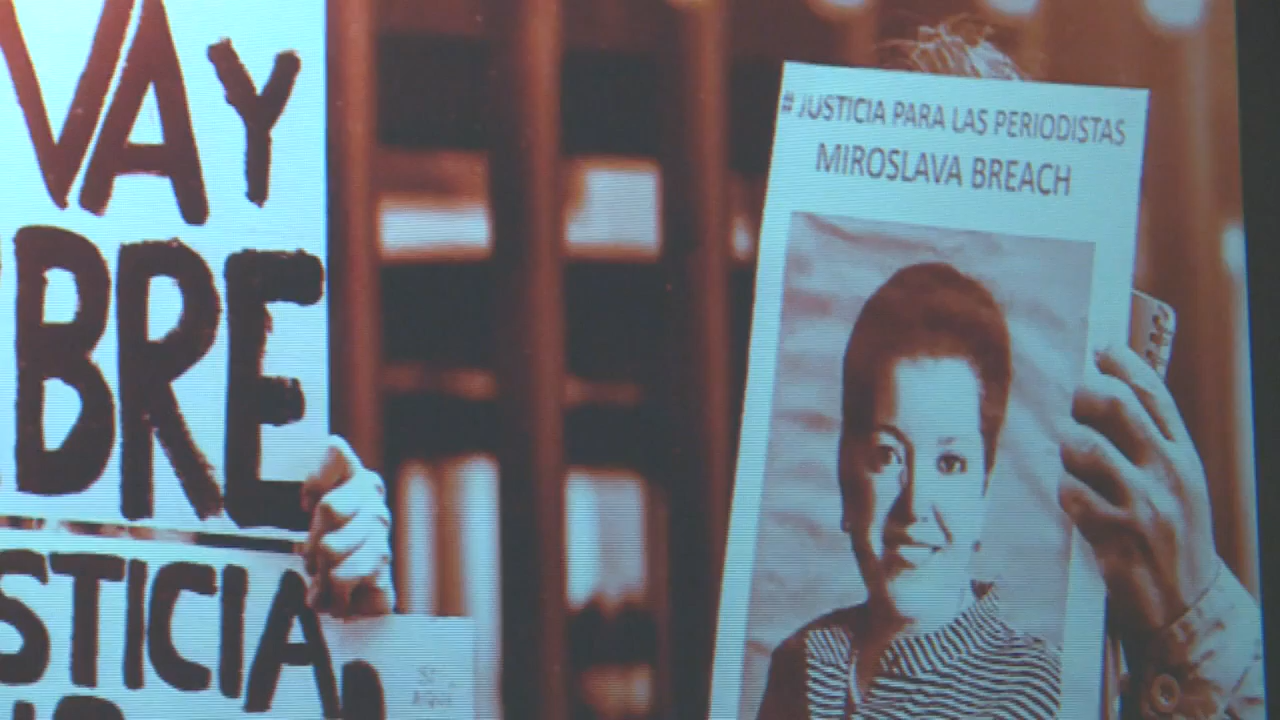 VA Y
BRE
STICIA
# JUSTICIA PARA LAS PERIODISTAS
MIROSLAVA BREACH